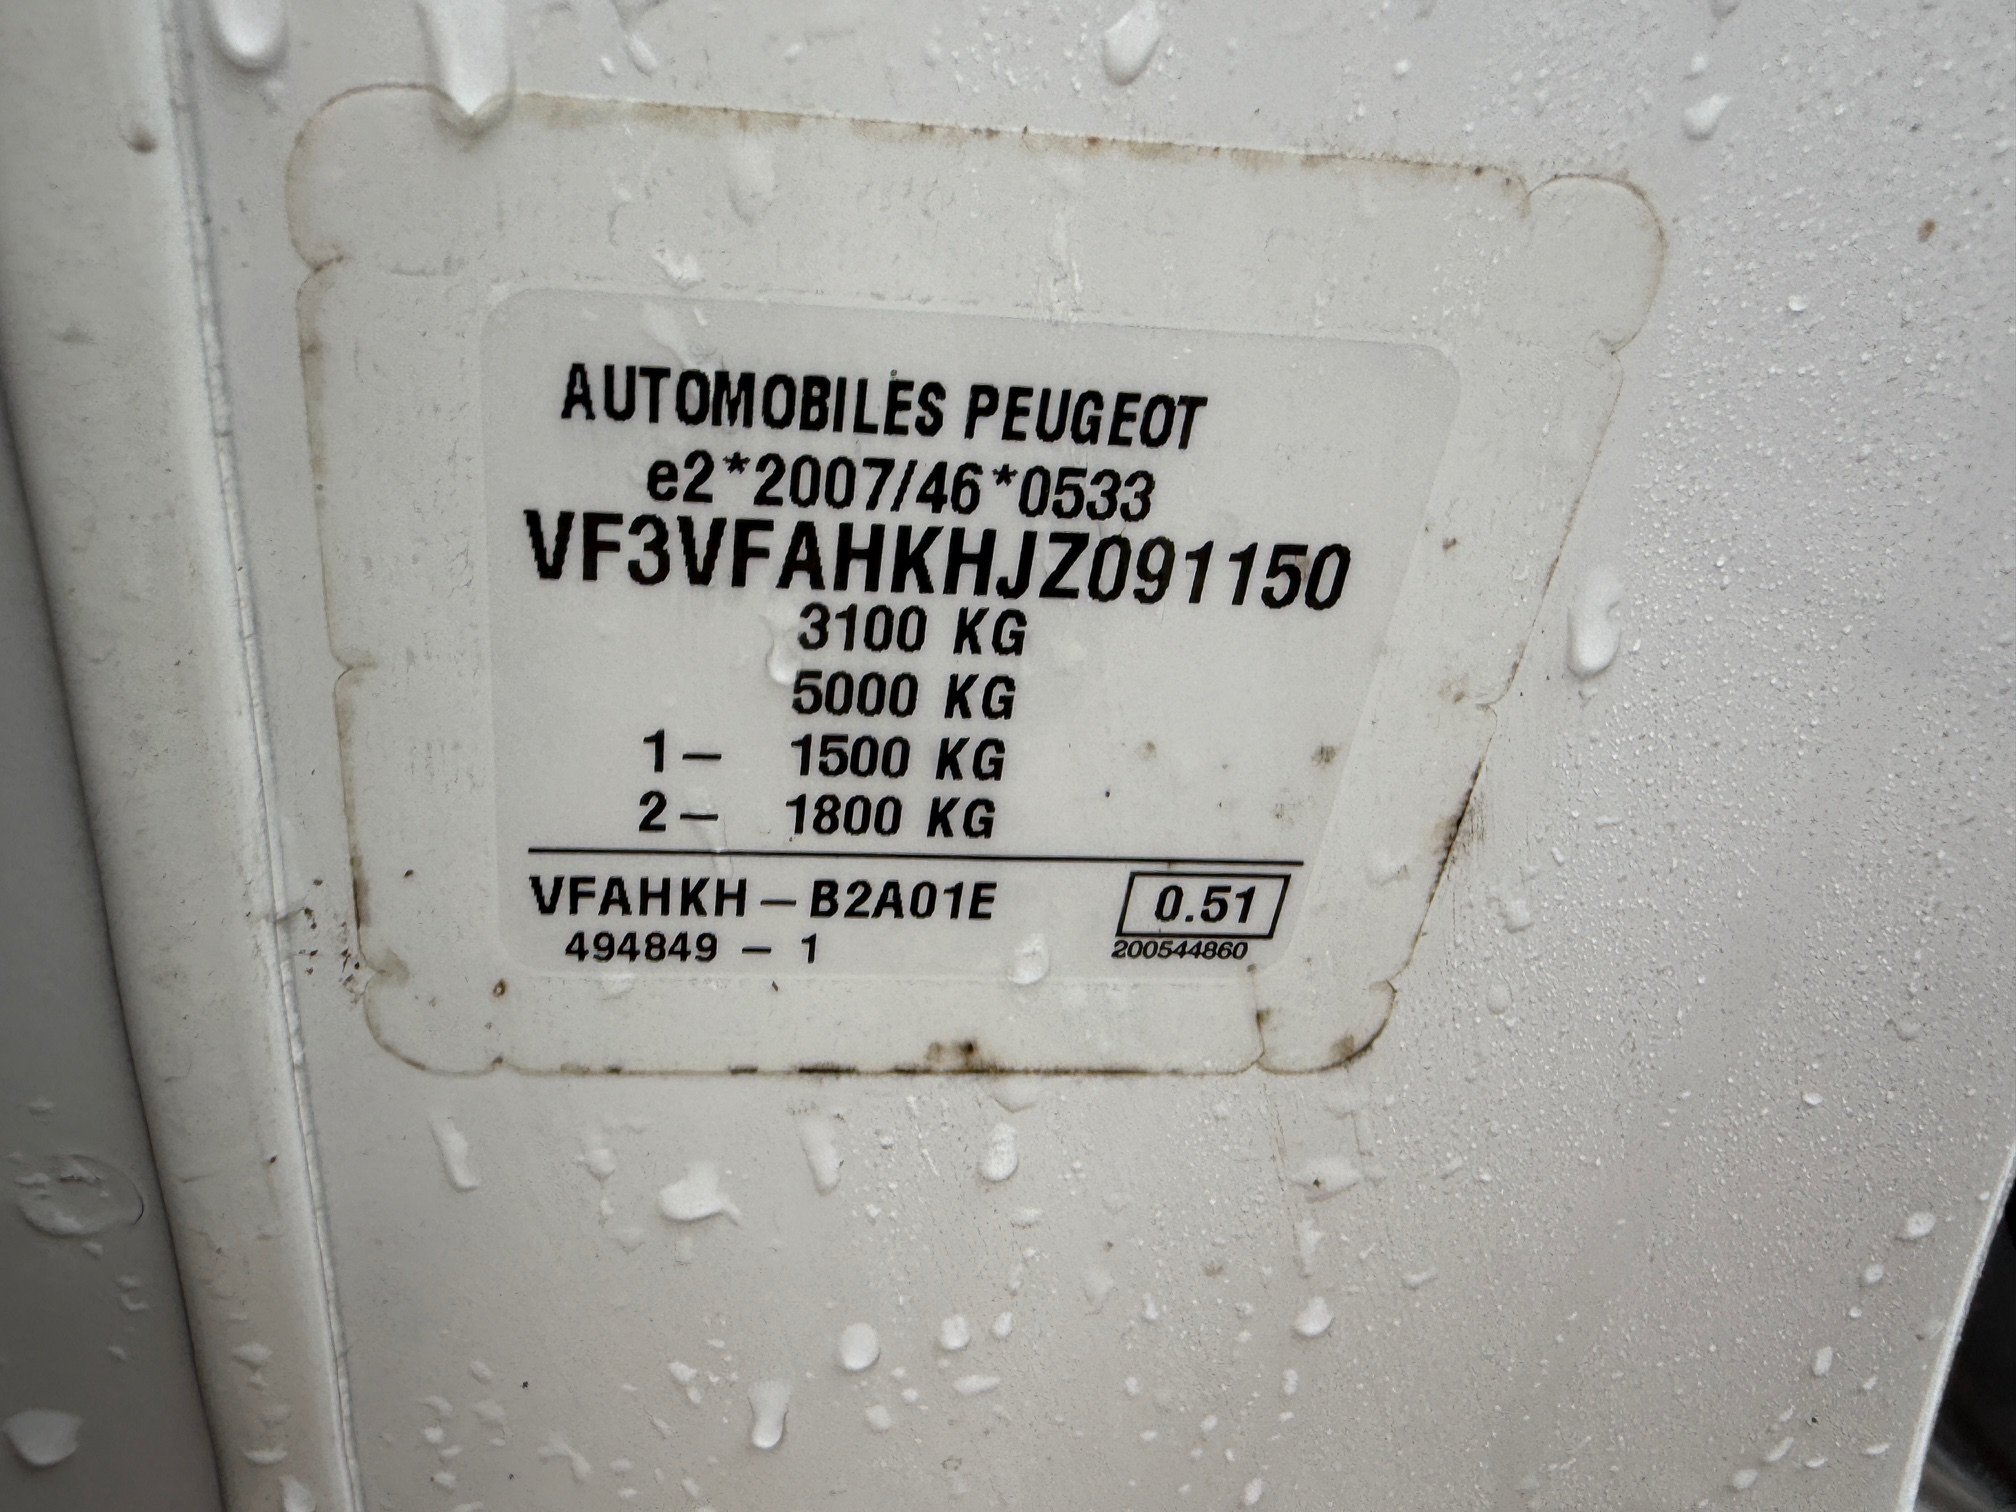 AUTOMOBILES PEUGEOT
e2*2007/46*0533
VF3VFAHKHJZ091150
3100 KG
5000 KG
1— 1500 KG
2— 1800 KG
VFAHKH — B2A01E 0.51
494849 — 1 200544860